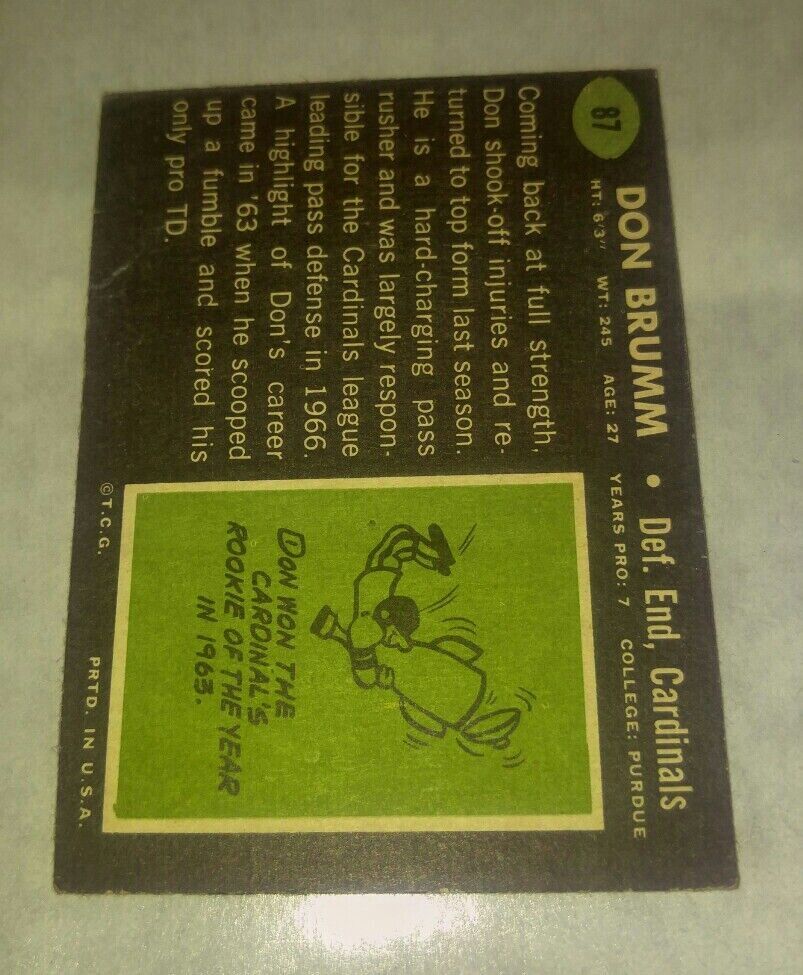 87
DON BRUMM • Def. End, Cardinals
HT: 6'3" WT: 245 AGE: 27 YEARS PRO: 7 COLLEGE: PURDUE
Coming back at full strength,
Don shook-off injuries and re-
turned to top form last season.
He is a hard-charging pass
rusher and was largely respon-
sible for the Cardinals league
leading pass defense in 1966.
A highlight of Don's career
came in '63 when he scooped
up a fumble and scored his
only pro TD.
DON WON THE
CARDINAL'S
ROOKIE OF THE YEAR
IN 1963.
©T.C.G. PRTD. IN U.S.A.